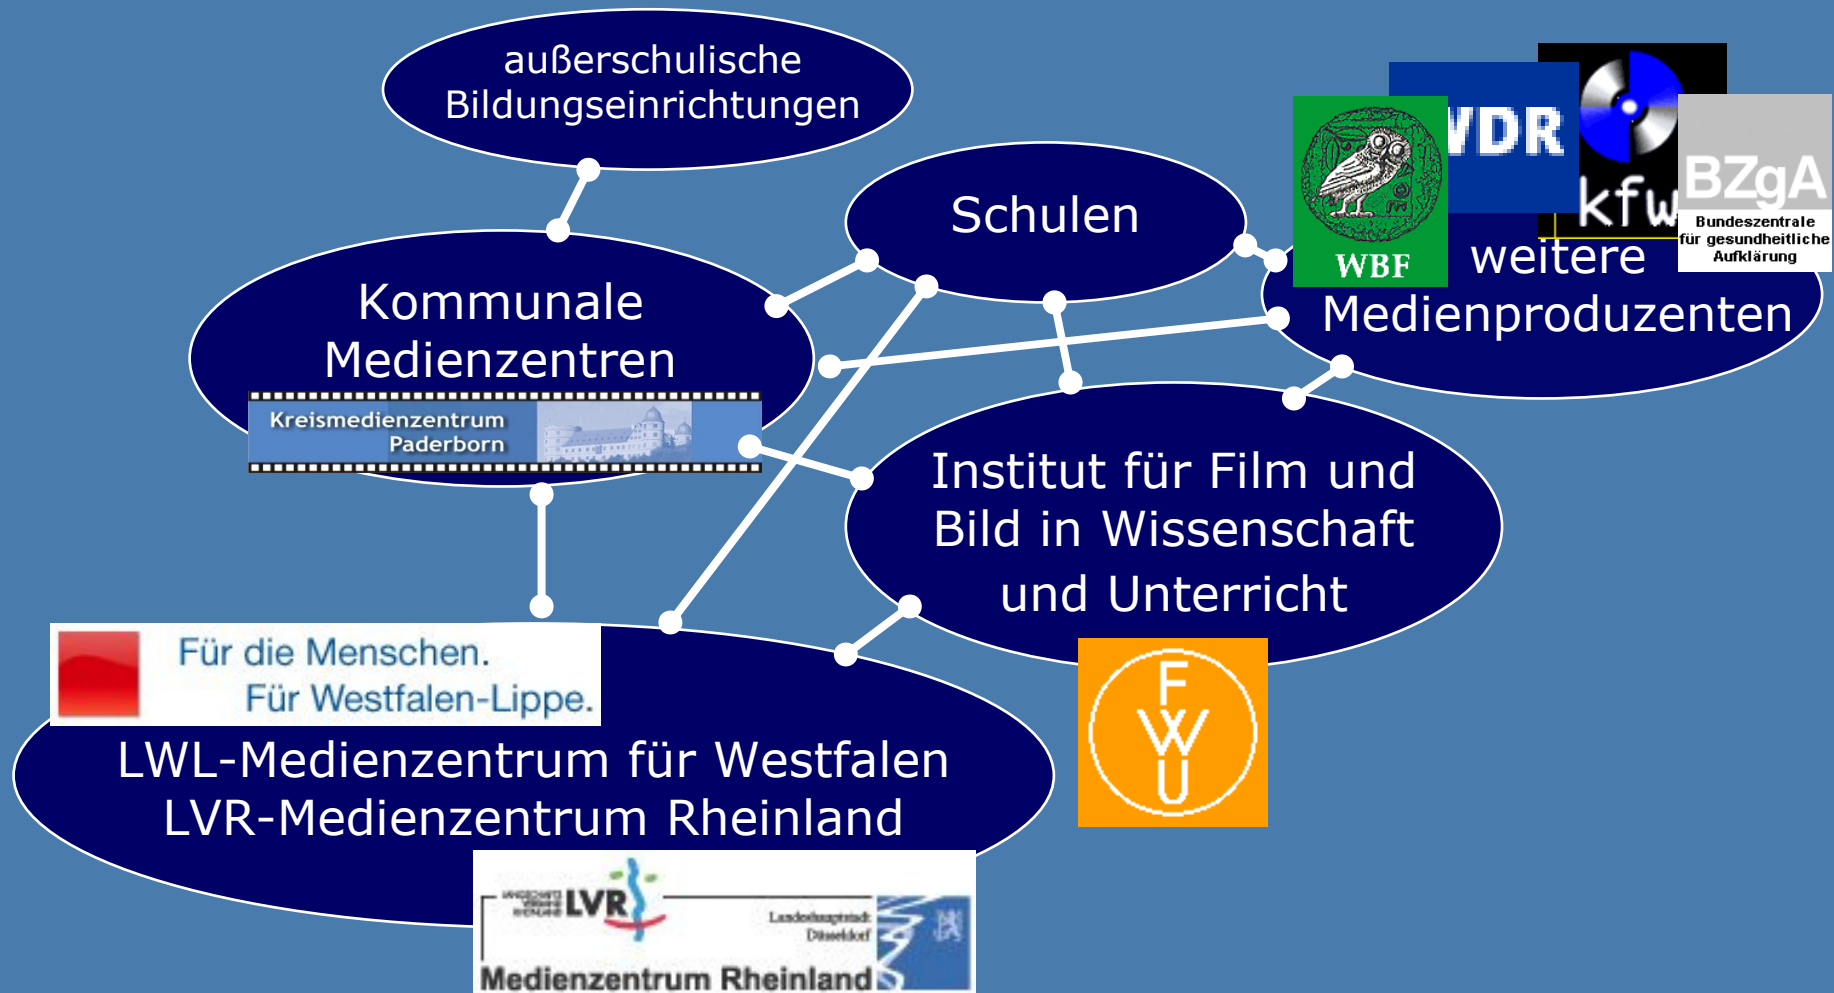 außerschulische
Bildungseinrichtungen
Schulen
WDR
kfw
BZgA
Bundeszentrale
für gesundheitliche
Aufklärung
WBF
weitere
Medienproduzenten
Kommunale
Medienzentren
Kreismedienzentrum
Paderborn
Institut für Film und
Bild in Wissenschaft
und Unterricht
FWU
Für die Menschen.
Für Westfalen-Lippe.
LWL-Medienzentrum für Westfalen
LVR-Medienzentrum Rheinland
LVR
Landeshauptstadt
Düsseldorf
Medienzentrum Rheinland